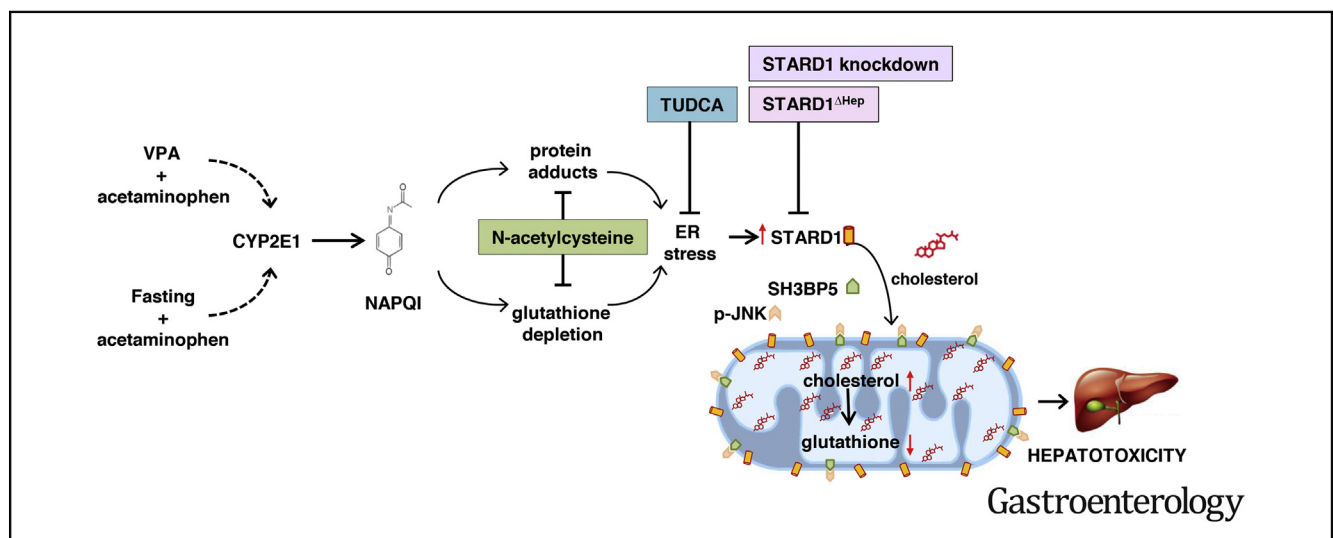 STARD1 knockdown
TUDCA
STARD1ΔHep
VPA
+
acetaminophen
protein
adducts
CYP2E1
N-acetylcysteine
ER
stress
STARD1
cholesterol
NAPQI
SH3BP5
Fasting
+
acetaminophen
glutathione
depletion
p-JNK
cholesterol
glutathione
HEPATOTOXICITY
Gastroenterology
N
O
O